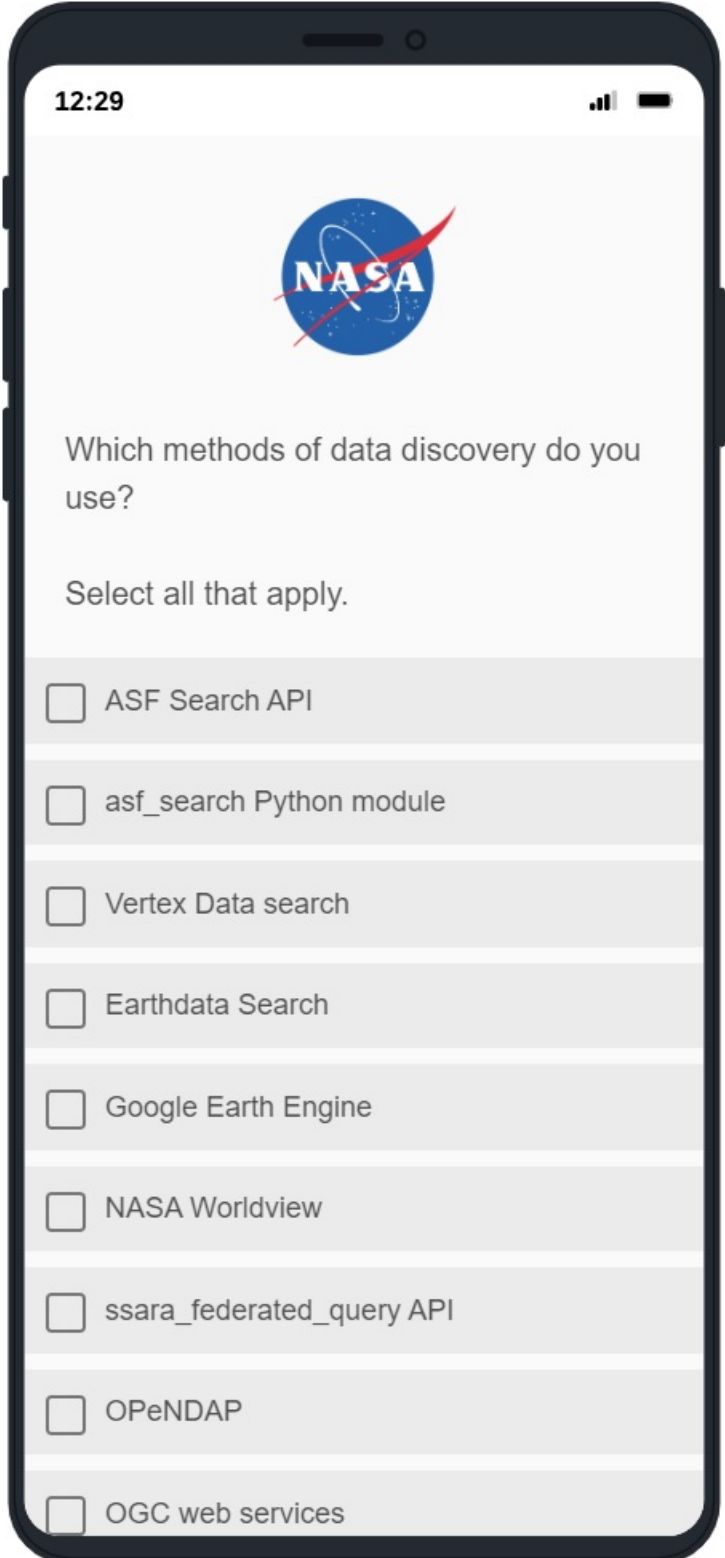 12:29
NASA
Which methods of data discovery do you
use?
Select all that apply.
ASF Search API
asf_search Python module
Vertex Data search
Earthdata Search
Google Earth Engine
NASA Worldview
ssara_federated_query API
OPeNDAP
OGC web services